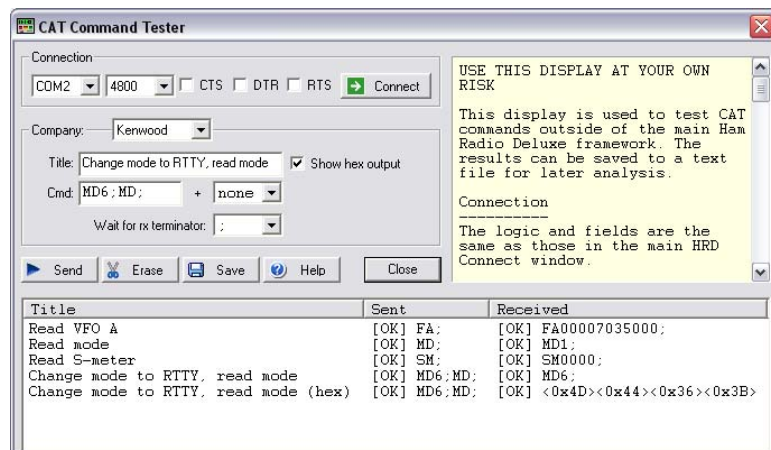 CAT Command Tester
Connection
COM2 4800 CTS DTR RTS Connect
Company: Kenwood
Title: Change mode to RTTY, read mode Show hex output
Cmd: MD6;MD; + none
Wait for rx terminator: ;
Send Erase Save Help Close
USE THIS DISPLAY AT YOUR OWN
RISK
This display is used to test CAT
commands outside of the main Ham
Radio Deluxe framework. The
results can be saved to a text
file for later analysis.
Connection
----------
The logic and fields are the
same as those in the main HRD
Connect window.
Title Sent Received
Read VFO A [OK] FA; [OK] FA00007035000;
Read mode [OK] MD; [OK] MD1;
Read S-meter [OK] SM; [OK] SM0000;
Change mode to RTTY, read mode [OK] MD6;MD; [OK] MD6;
Change mode to RTTY, read mode (hex) [OK] MD6;MD; [OK] <0x4D><0x44><0x36><0x3B>